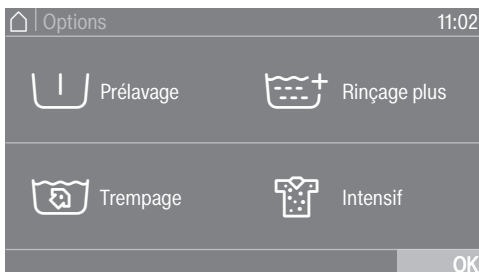 Options 11:02
Prélavage Rinçage plus
Trempage Intensif
OK